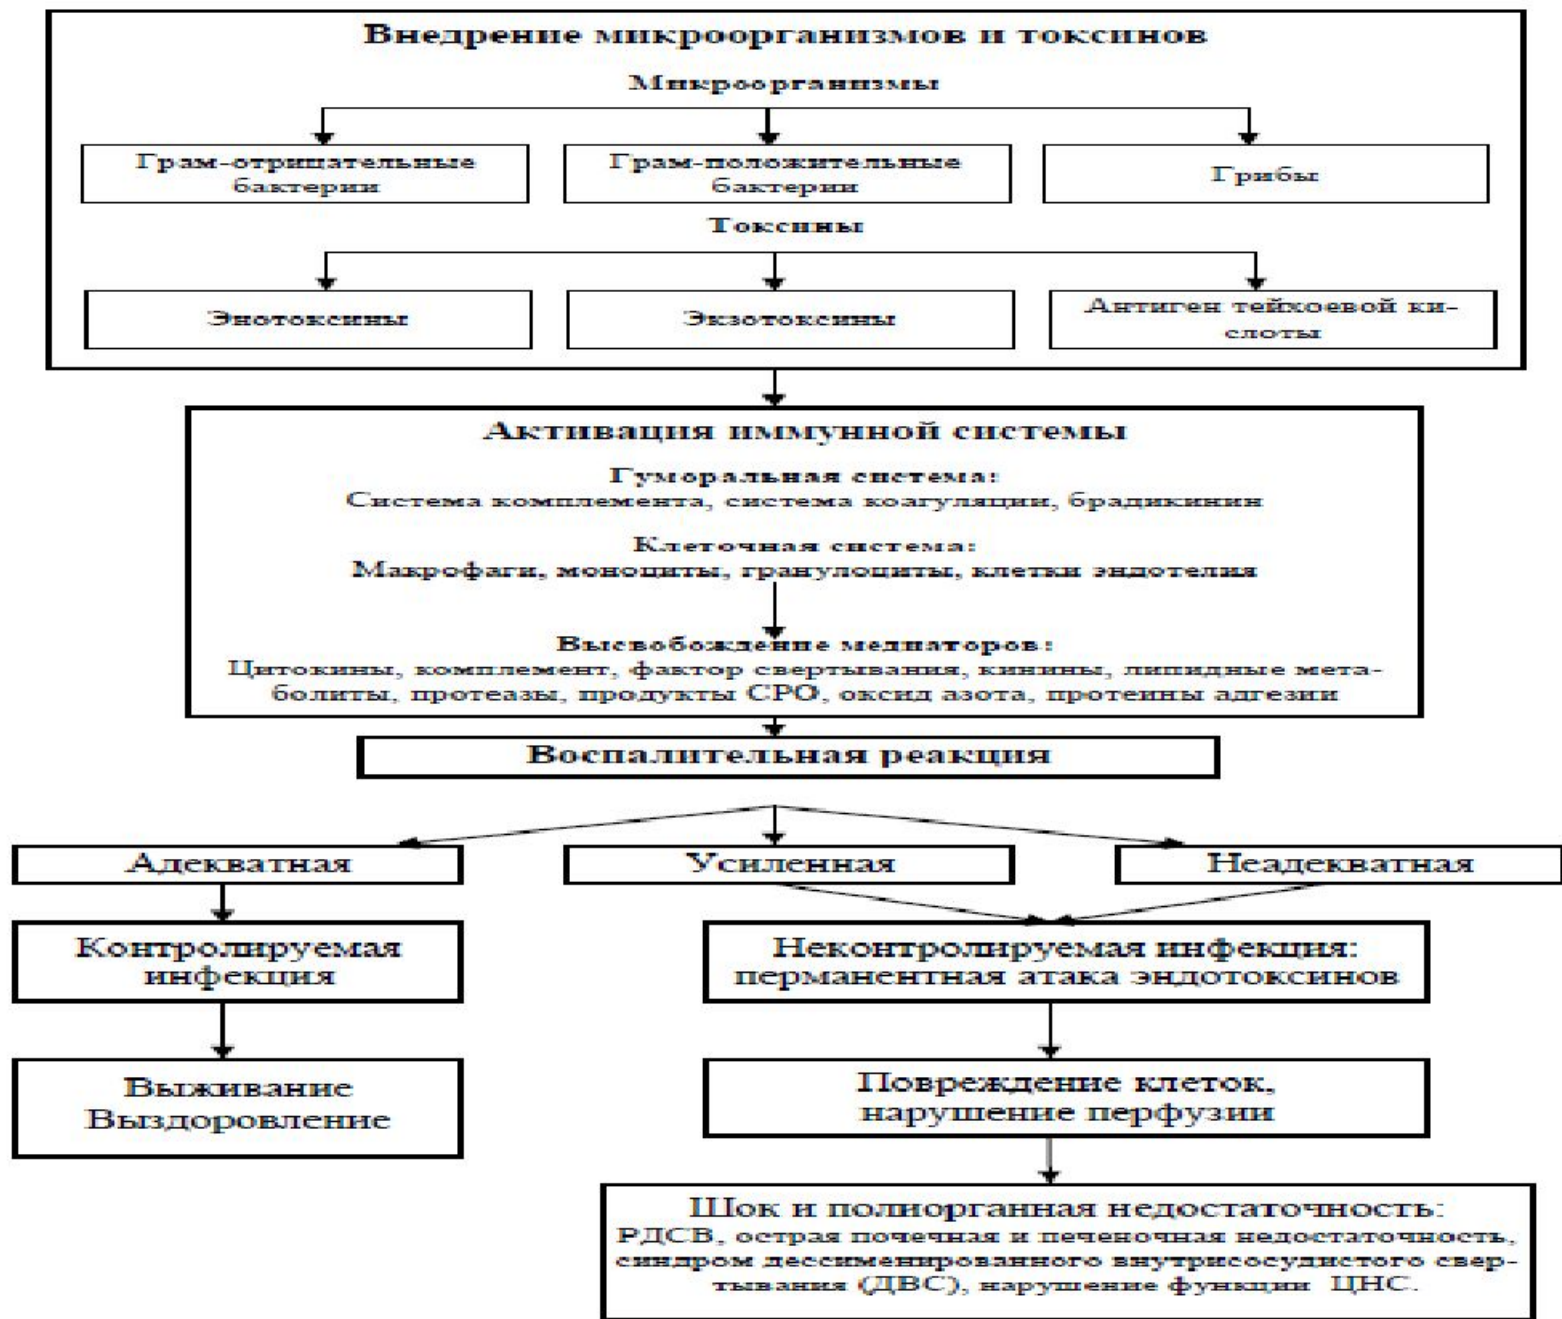 Внедрение микроорганизмов и токсинов
Микроорганизмы
Грам-отрицательные
бактерии
Грам-положительные
бактерии
Грибы
Токсины
Энотоксины
Экзотоксины
Антиген тейхоевой ки-
слоты
Активация иммунной системы
Гуморальная система:
Система комплемента, система коагуляции, брадикинин
Клеточная система:
Макрофаги, моноциты, гранулоциты, клетки эндотелия
Высвобождение медиаторов:
Цитокины, комплемент, фактор свертывания, кинины, липидные мета-
болиты, протеазы, продукты СРО, оксид азота, протеины адгезии
Воспалительная реакция
Адекватная
Усиленная
Неадекватная
Контролируемая
инфекция
Неконтролируемая инфекция:
перманентная атака эндотоксинов
Выживание
Выздоровление
Повреждение клеток,
нарушение перфузии
Шок и полиорганная недостаточность:
РДСВ, острая почечная и печеночная недостаточность,
синдром дессименированного внутрисосудистого свер-
тывания (ДВС), нарушение функции ЦНС.